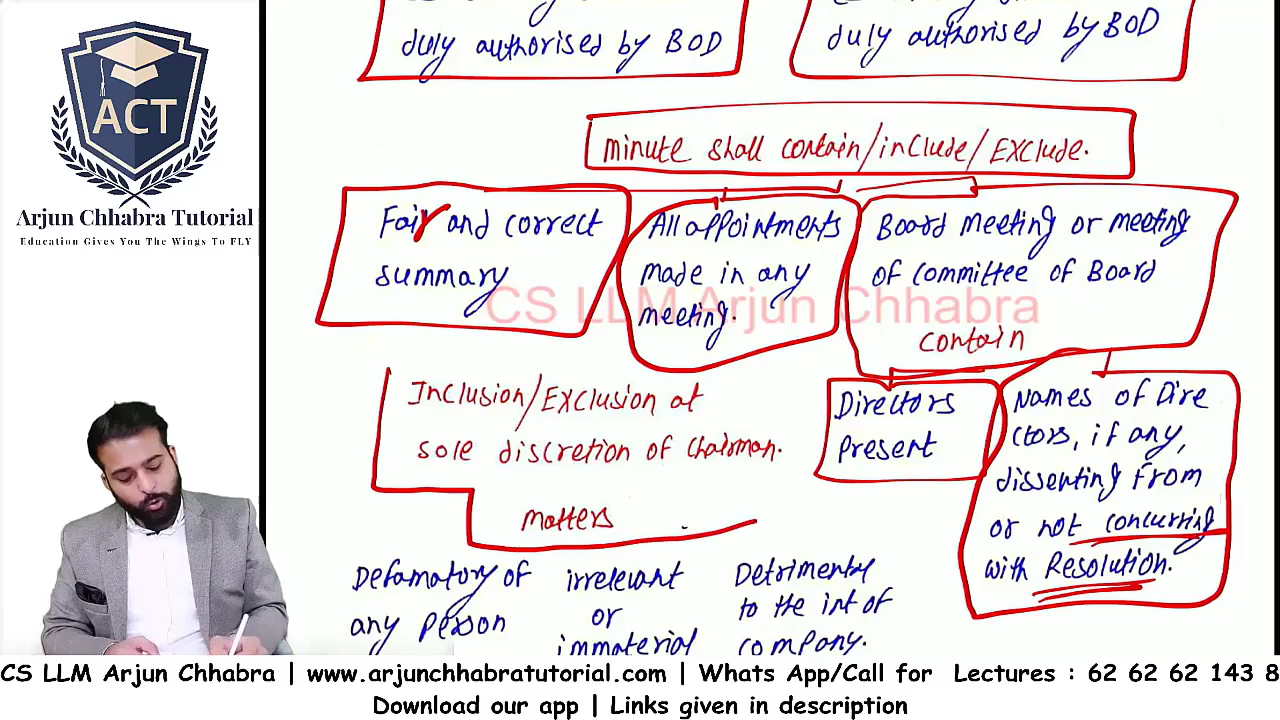 duly authorised by BOD
duly authorised by BOD
ACT
Arjun Chhabra Tutorial
Education Gives You The Wings To FLY
minute shall contain/include/EXclude.
Fair and correct
summary
All appointments
made in any
meeting.
Board meeting or meeting
of committee of Board
contain
CS LLM Arjun Chhabra
Inclusion/EXclusion at
sole discretion of Chairman.
matters
Directors
Present
Names of Dire
ctors, if any,
dissenting from
or not concurring
with Resolution.
Defamatory of
any person
irrelevant
or
immaterial
Detrimental
to the int of
company.
CS LLM Arjun Chhabra | www.arjunchhabratutorial.com | Whats App/Call for Lectures : 62 62 62 143 8
Download our app | Links given in description